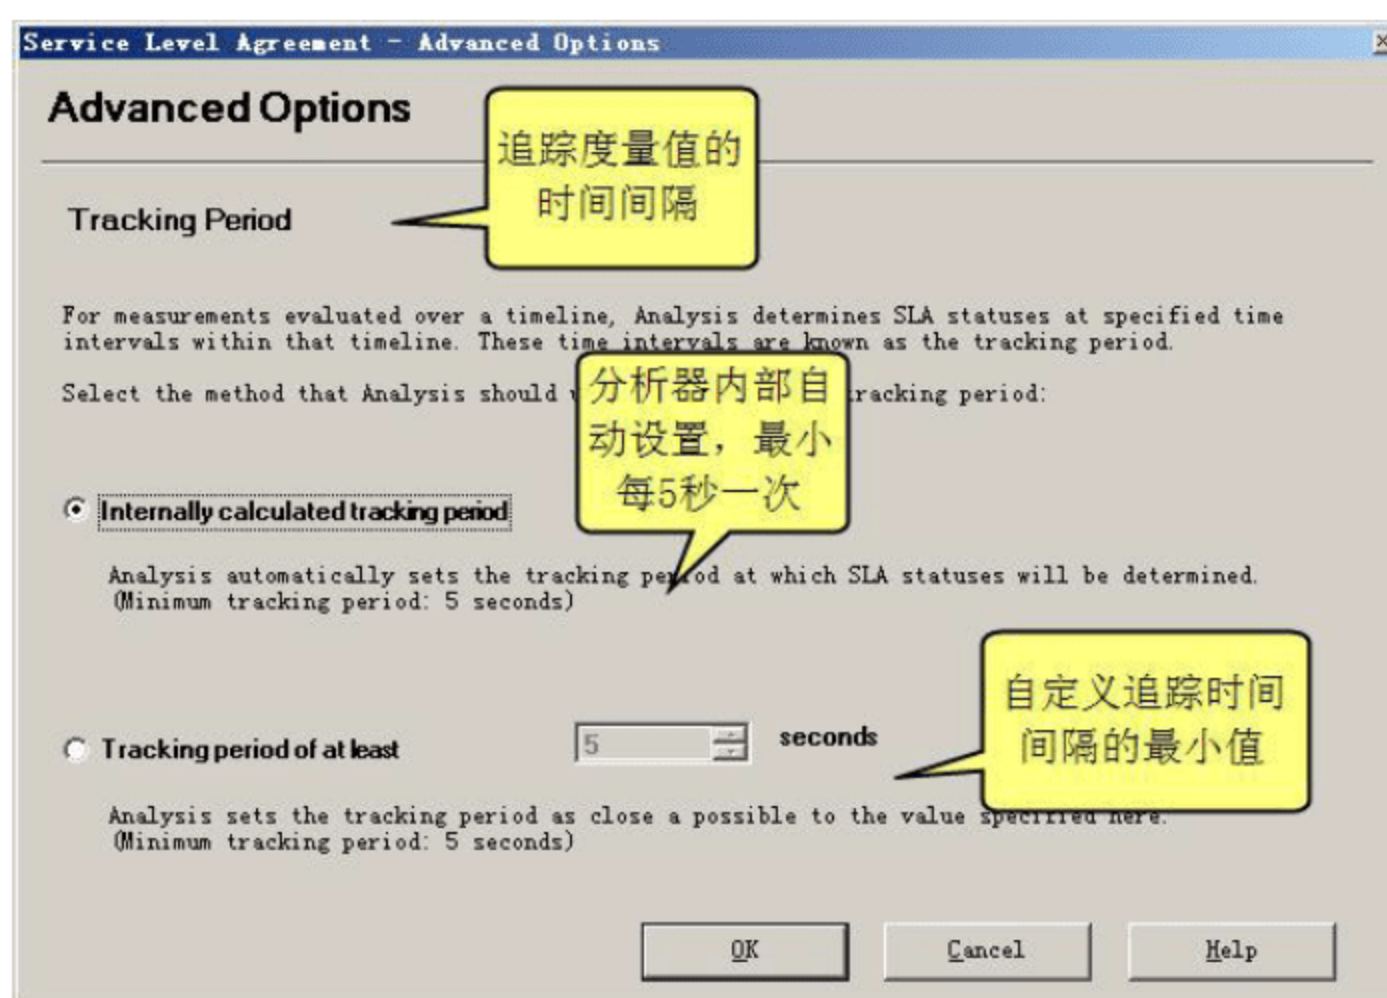 Service Level Agreement - Advanced Options
Advanced Options
追踪度量值的
时间间隔
Tracking Period
For measurements evaluated over a timeline, Analysis determines SLA statuses at specified time
intervals within that timeline. These time intervals are known as the tracking period.
Select the method that Analysis should racking period:
分析器内部自
动设置，最小
每5秒一次
Internally calculated tracking period
Analysis automatically sets the tracking period at which SLA statuses will be determined.
(Minimum tracking period: 5 seconds)
自定义追踪时间
间隔的最小值
Tracking period of at least 5 seconds
Analysis sets the tracking period as close a possible to the value specified here.
(Minimum tracking period: 5 seconds)
OK Cancel Help